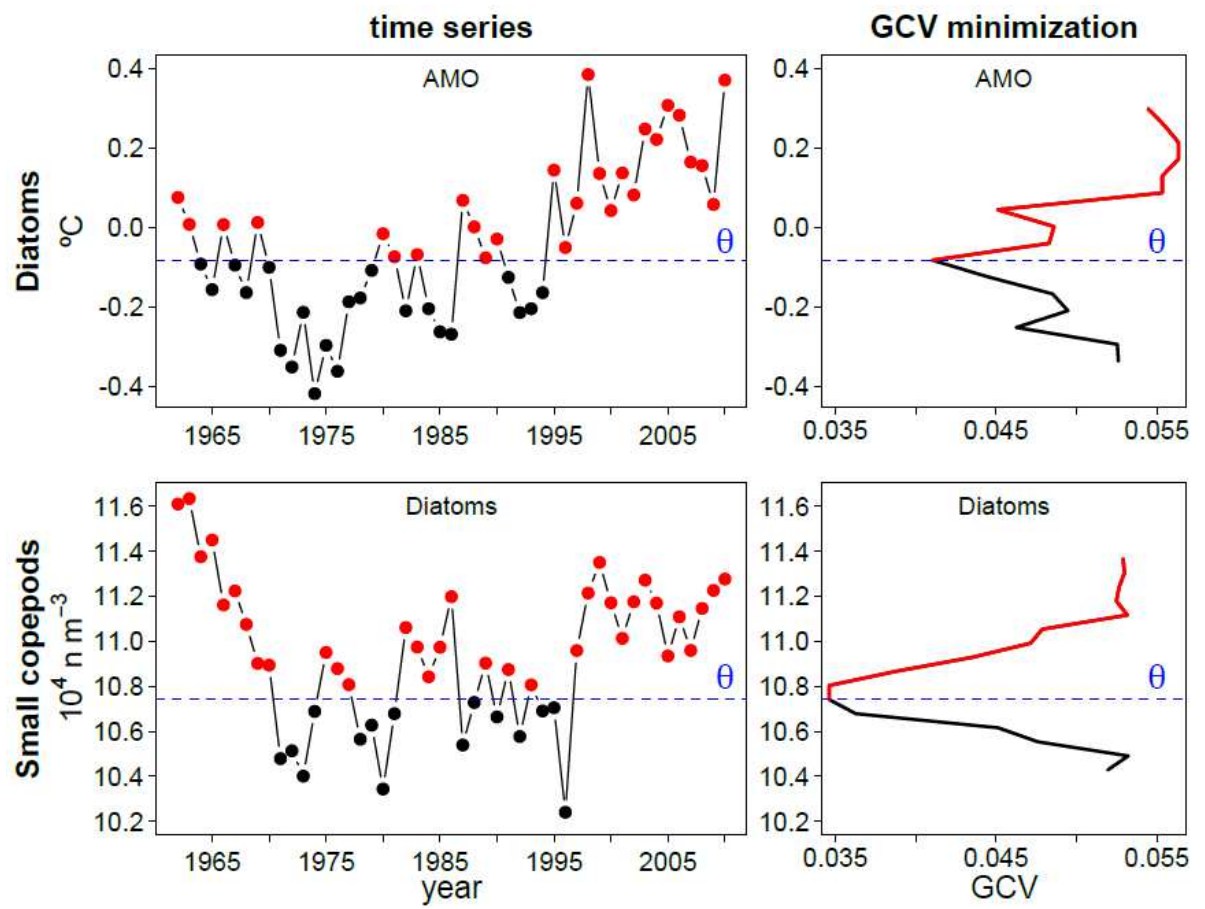 time series
GCV minimization
Diatoms
ºC
AMO
0.4
0.2
0.0
-0.2
-0.4
θ
1965 1975 1985 1995 2005
AMO
0.4
0.2
0.0
-0.2
-0.4
θ
0.035 0.045 0.055
Small copepods
10⁴ n m⁻³
Diatoms
11.6
11.4
11.2
11.0
10.8
10.6
10.4
10.2
θ
1965 1975 1985 1995 2005
year
Diatoms
11.6
11.4
11.2
11.0
10.8
10.6
10.4
10.2
θ
0.035 0.045 0.055
GCV